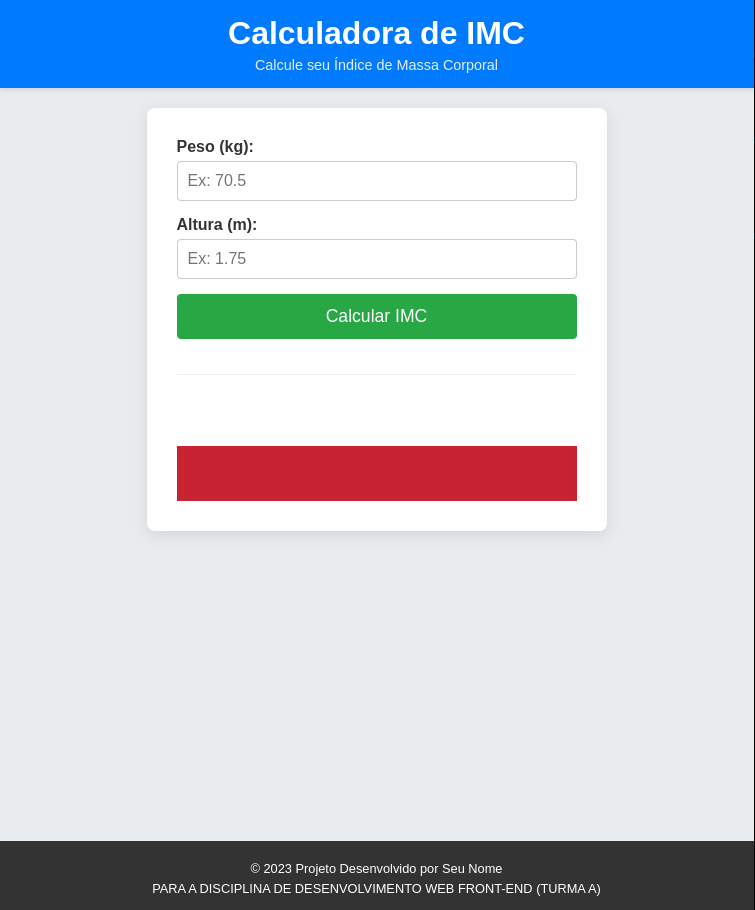 Calculadora de IMC
Calcule seu Índice de Massa Corporal
Peso (kg):
Ex: 70.5
Altura (m):
Ex: 1.75
Calcular IMC
© 2023 Projeto Desenvolvido por Seu Nome
PARA A DISCIPLINA DE DESENVOLVIMENTO WEB FRONT-END (TURMA A)